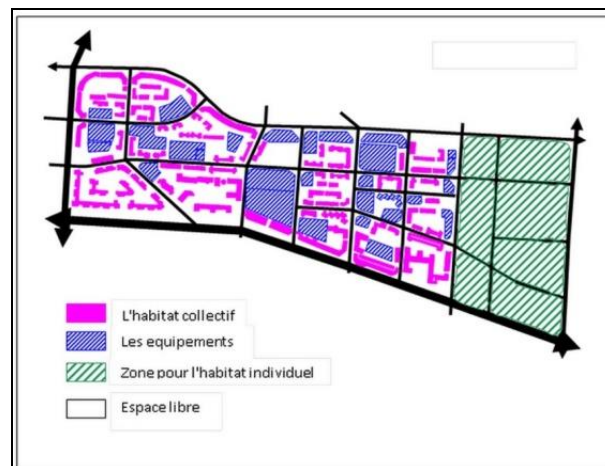 L'habitat collectif
Les equipements
Zone pour l'habitat individuel
Espace libre